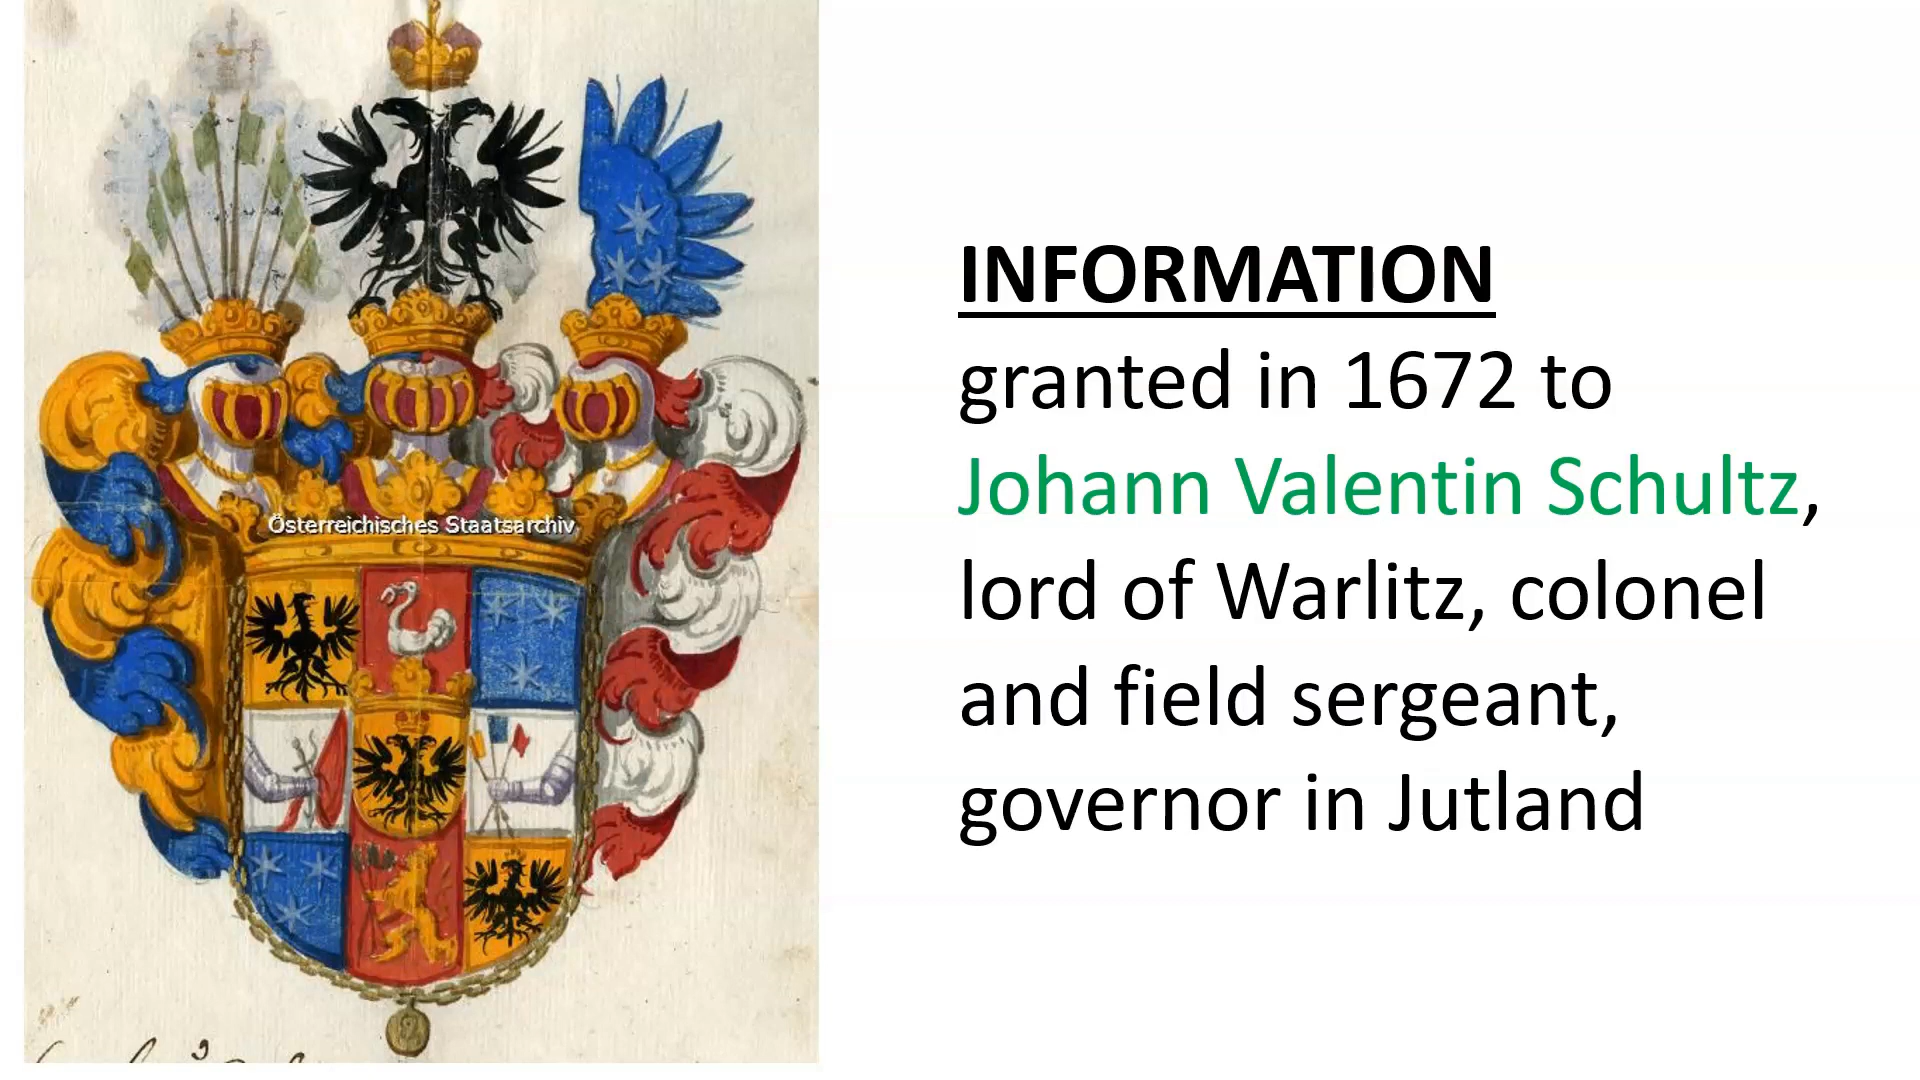 Österreichisches Staatsarchiv
INFORMATION
granted in 1672 to
Johann Valentin Schultz,
lord of Warlitz, colonel
and field sergeant,
governor in Jutland